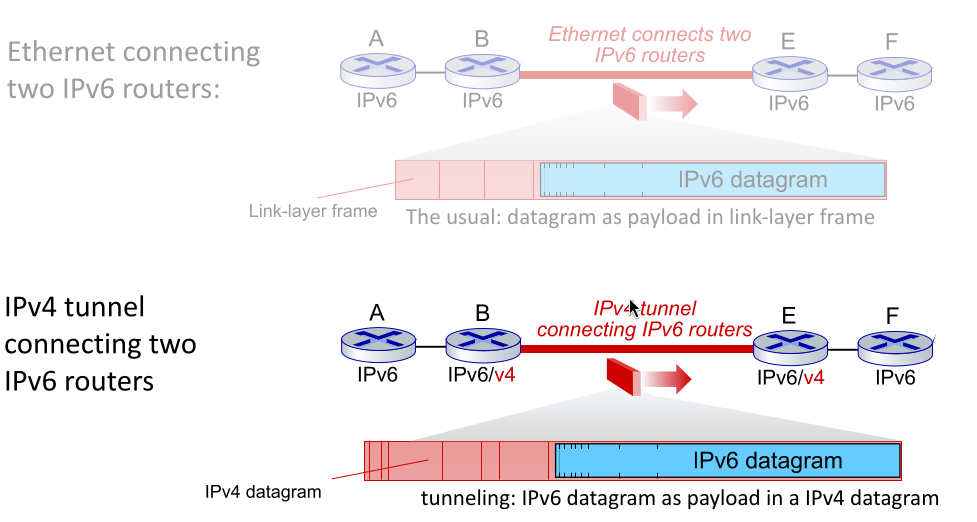 Ethernet connecting
two IPv6 routers:
A
B
Ethernet connects two
IPv6 routers
E
F
IPv6
IPv6
IPv6
IPv6
IPv6 datagram
Link-layer frame
The usual: datagram as payload in link-layer frame
IPv4 tunnel
connecting two
IPv6 routers
A
B
IPv4 tunnel
connecting IPv6 routers
E
F
IPv6
IPv6/v4
IPv6/v4
IPv6
IPv6 datagram
IPv4 datagram
tunneling: IPv6 datagram as payload in a IPv4 datagram